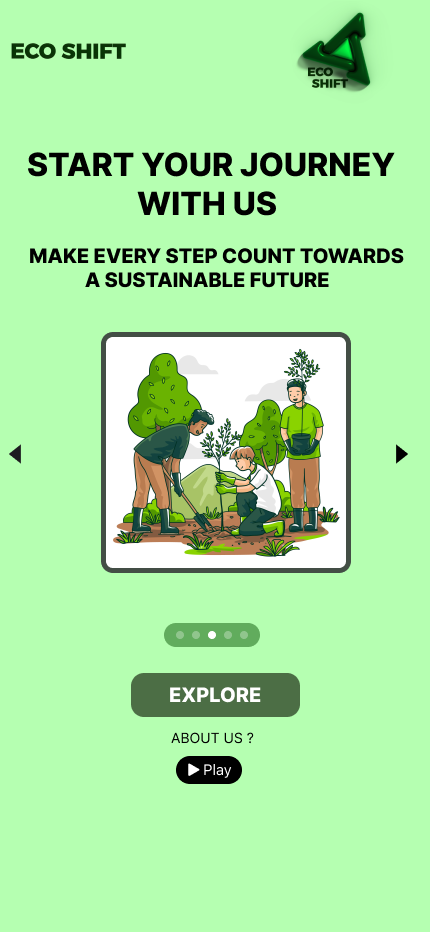 ECO SHIFT
ECO
SHIFT
START YOUR JOURNEY
WITH US
MAKE EVERY STEP COUNT TOWARDS
A SUSTAINABLE FUTURE
EXPLORE
ABOUT US ?
Play